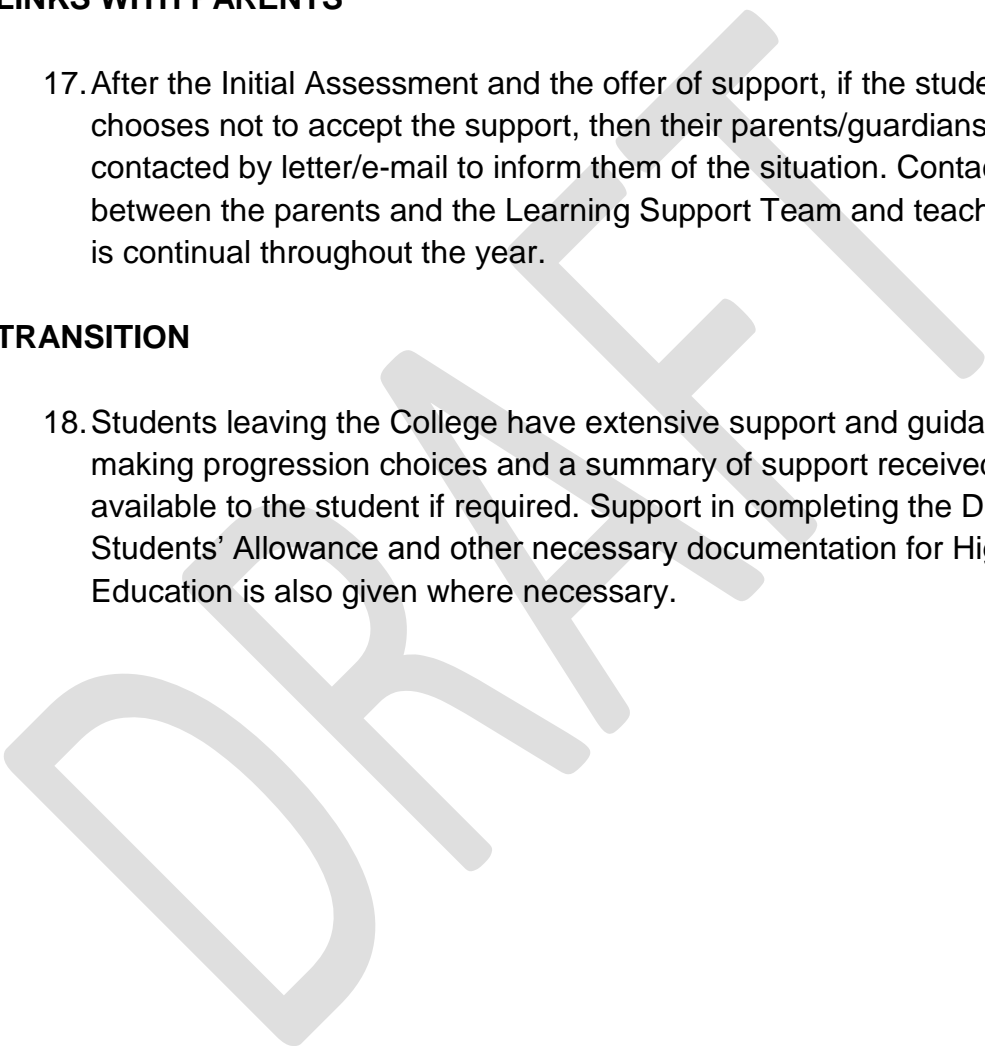 LINKS WITH PARENTS
17. After the Initial Assessment and the offer of support, if the stude
chooses not to accept the support, then their parents/guardians
contacted by letter/e-mail to inform them of the situation. Contac
between the parents and the Learning Support Team and teach
is continual throughout the year.
TRANSITION
18. Students leaving the College have extensive support and guida
making progression choices and a summary of support received
available to the student if required. Support in completing the D
Students’ Allowance and other necessary documentation for Hig
Education is also given where necessary.
DRAFT